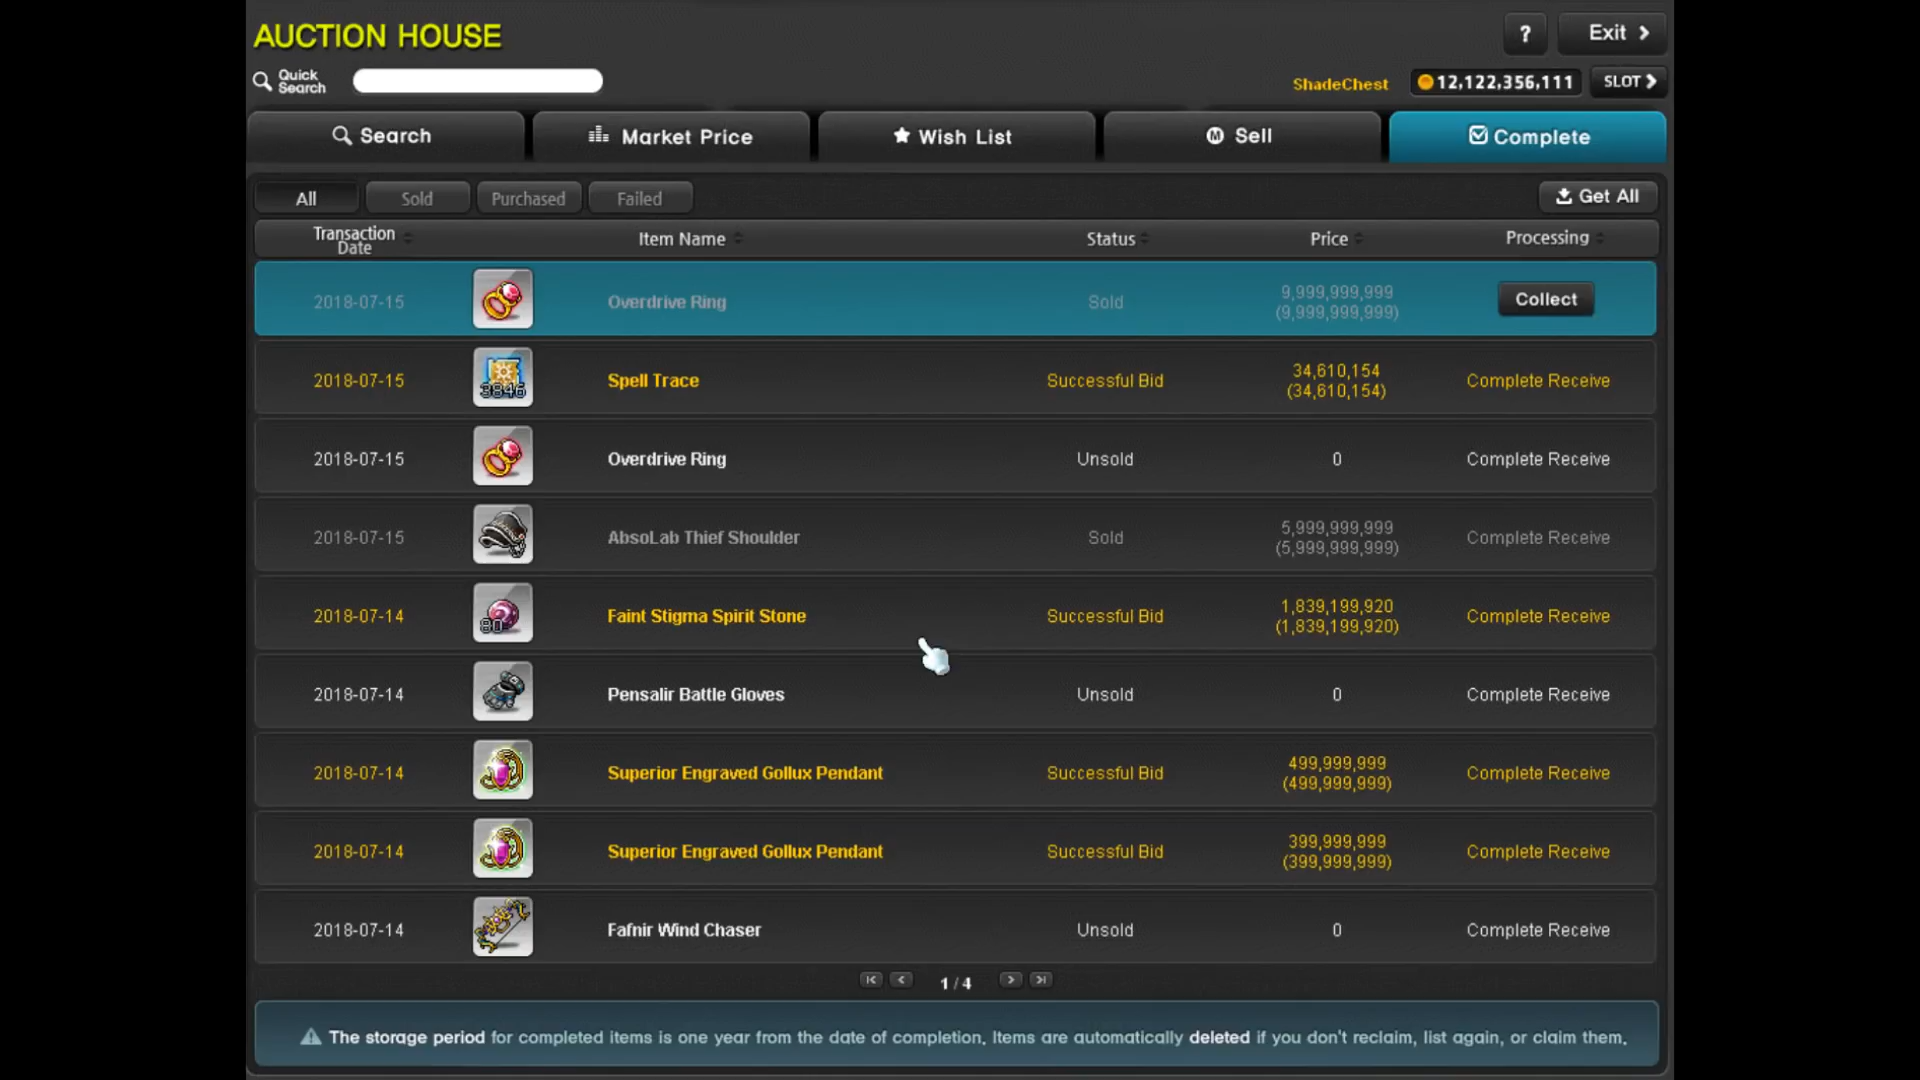 AUCTION HOUSE
?
Exit
Quick Search
ShadeChest
12,122,356,111
SLOT
Search
Market Price
Wish List
Sell
Complete
All
Sold
Purchased
Failed
Get All
Transaction Date
Item Name
Status
Price
Processing
2018-07-15
Overdrive Ring
Sold
9,999,999,999
(9,999,999,999)
Collect
2018-07-15
3846
Spell Trace
Successful Bid
34,610,154
(34,610,154)
Complete Receive
2018-07-15
Overdrive Ring
Unsold
0
Complete Receive
2018-07-15
AbsoLab Thief Shoulder
Sold
5,999,999,999
(5,999,999,999)
Complete Receive
2018-07-14
80
Faint Stigma Spirit Stone
Successful Bid
1,839,199,920
(1,839,199,920)
Complete Receive
2018-07-14
Pensalir Battle Gloves
Unsold
0
Complete Receive
2018-07-14
Superior Engraved Gollux Pendant
Successful Bid
499,999,999
(499,999,999)
Complete Receive
2018-07-14
Superior Engraved Gollux Pendant
Successful Bid
399,999,999
(399,999,999)
Complete Receive
2018-07-14
Fafnir Wind Chaser
Unsold
0
Complete Receive
1 / 4
The storage period for completed items is one year from the date of completion. Items are automatically deleted if you don't reclaim, list again, or claim them.